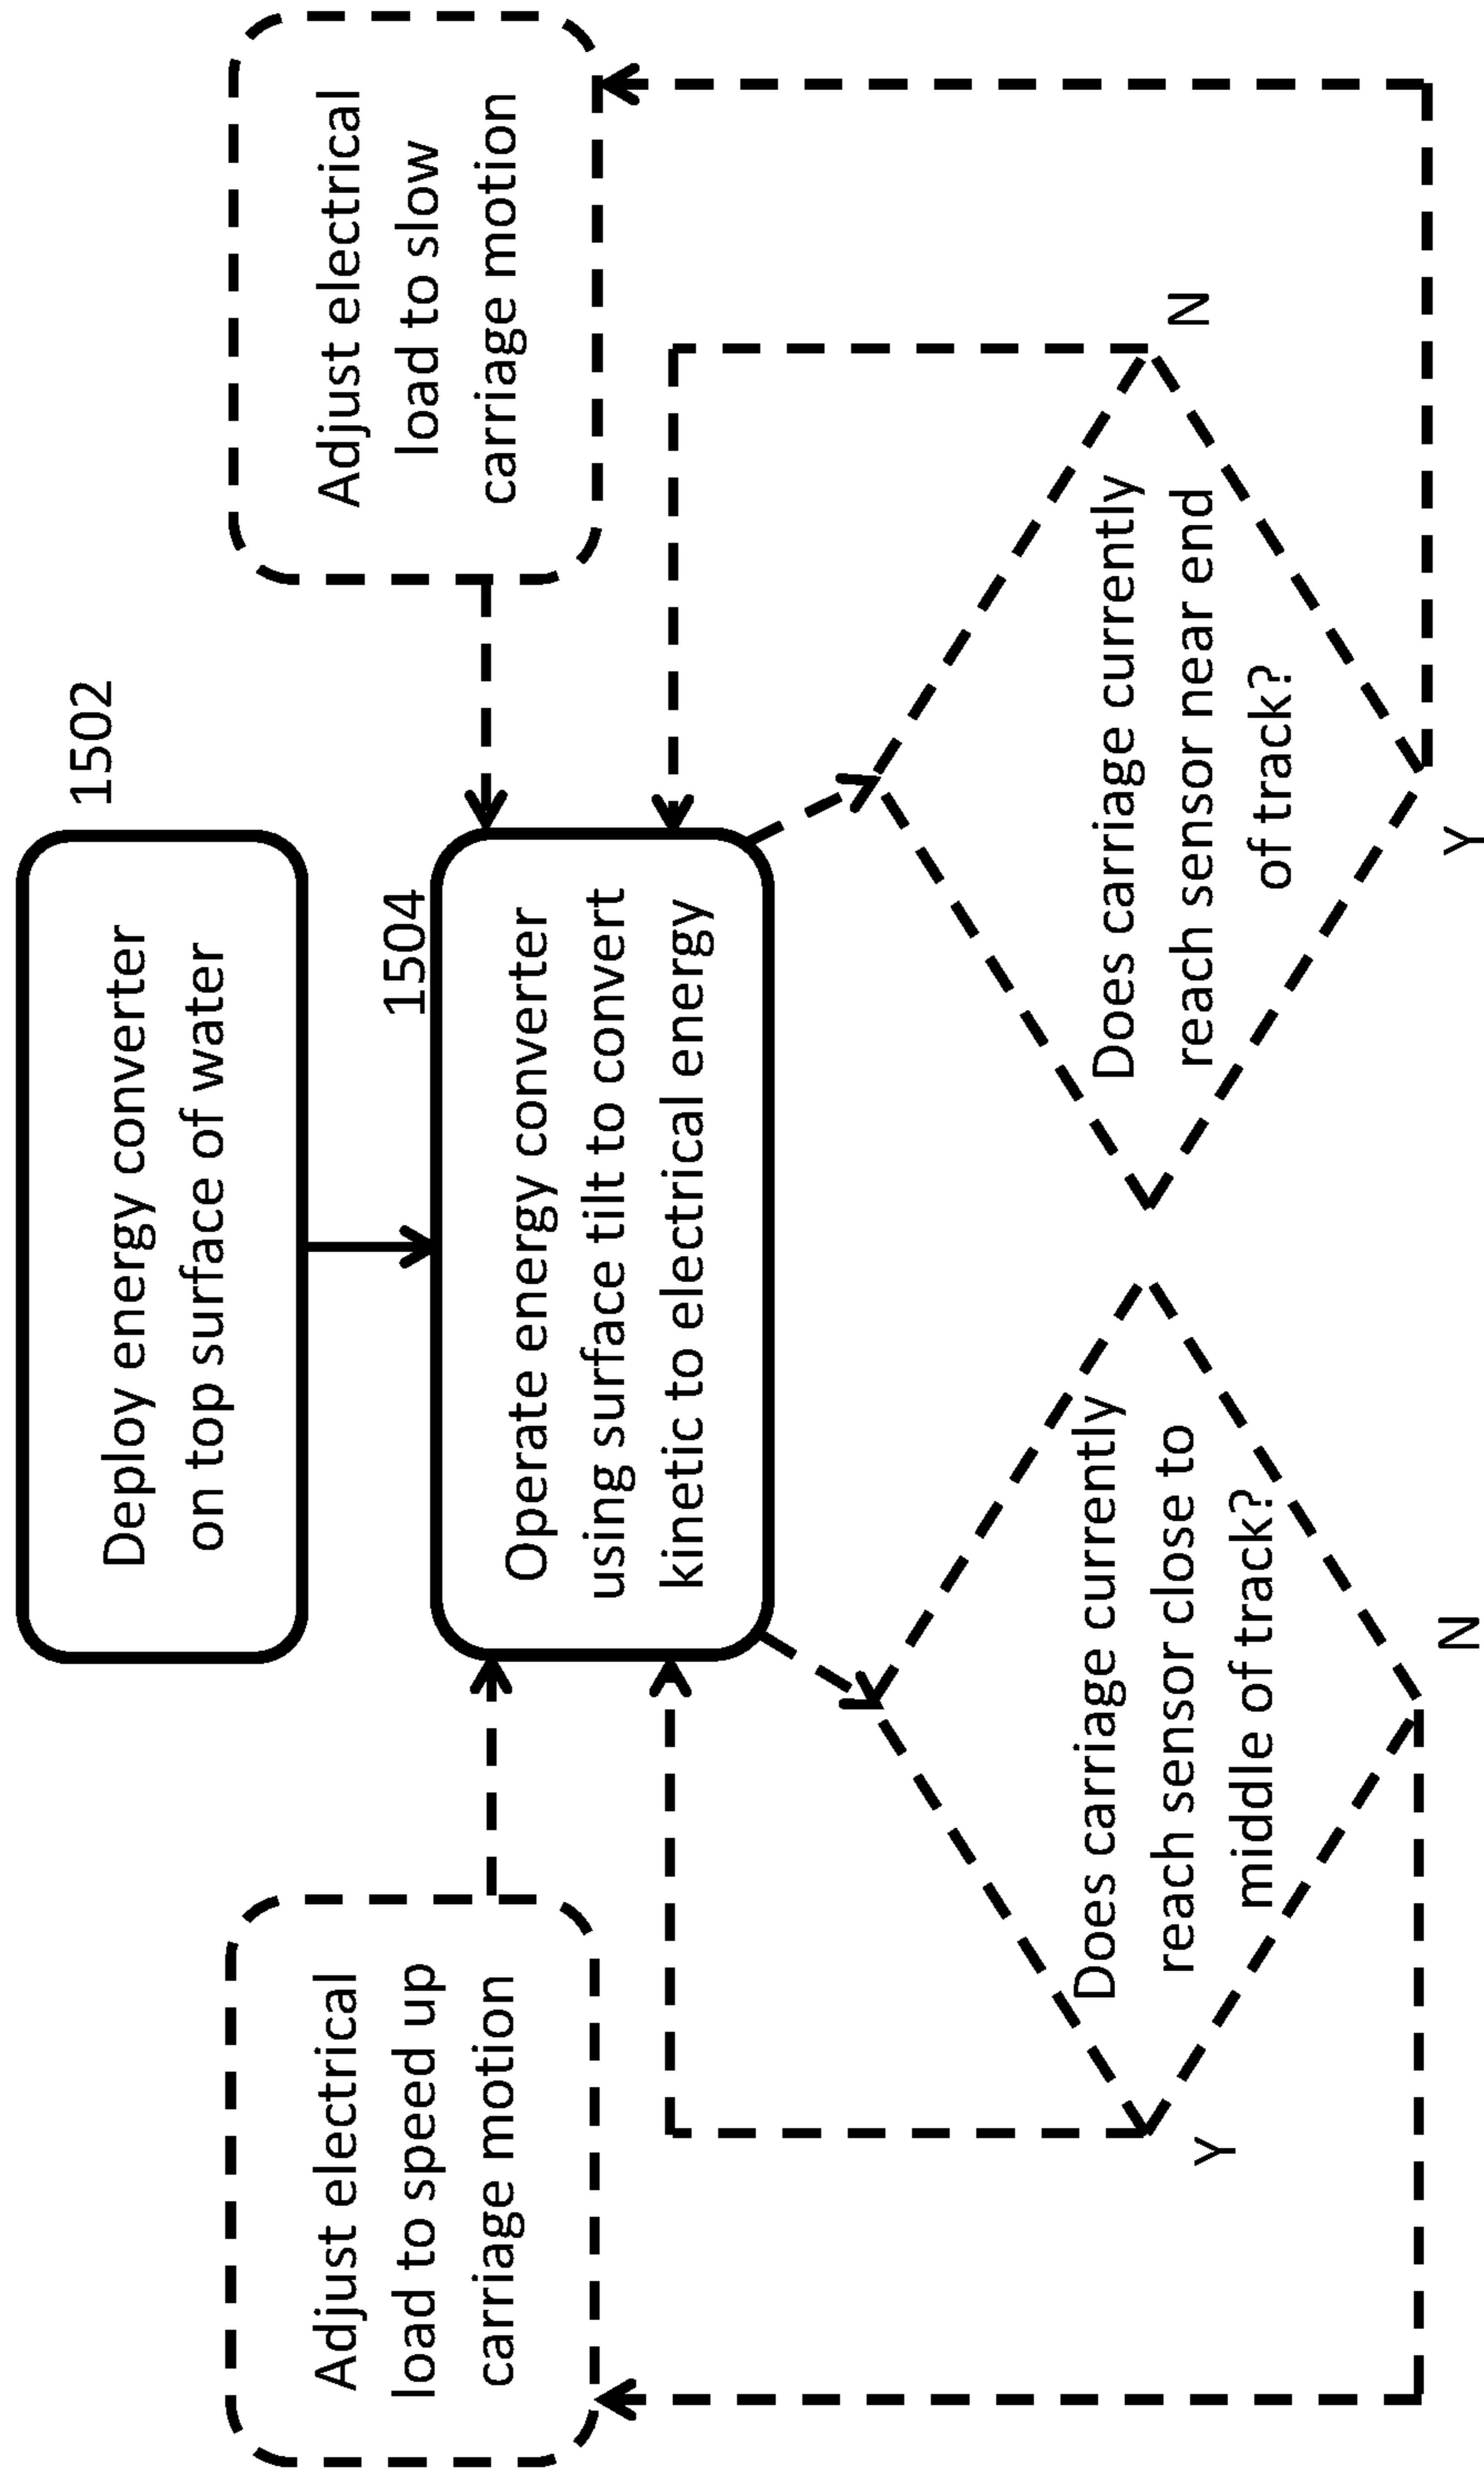 Deploy energy converter
on top surface of water
1502
1504
Operate energy converter
using surface tilt to convert
kinetic to electrical energy
Adjust electrical
load to speed up
carriage motion
Adjust electrical
load to slow
carriage motion
Does carriage currently
reach sensor close to
middle of track?
Y
N
Does carriage currently
reach sensor near end
of track?
N
Y